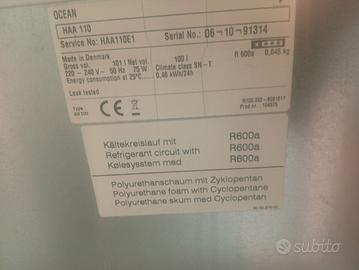 OCEAN
HAA 110
Service No: HAA110E1
Serial No.: 06-10-91314
Made in Denmark
Gross vol. 101 l Net vol. 100 l
220 - 240 V - 50 Hz 75 W
Climate class SN - T
R 600a 0,045 kg
Energy consumption at 25°C: 0,46 kWh/24h
Leak tested
Type
CE
Kältekreislauf mit R600a
Refrigerant circuit with R600a
Kølesystem med R600a
Polyurethanschaum mit Zyklopentan
Polyurethane foam with Cyclopentane
Polyurethane skum med Cyclopentan
subito